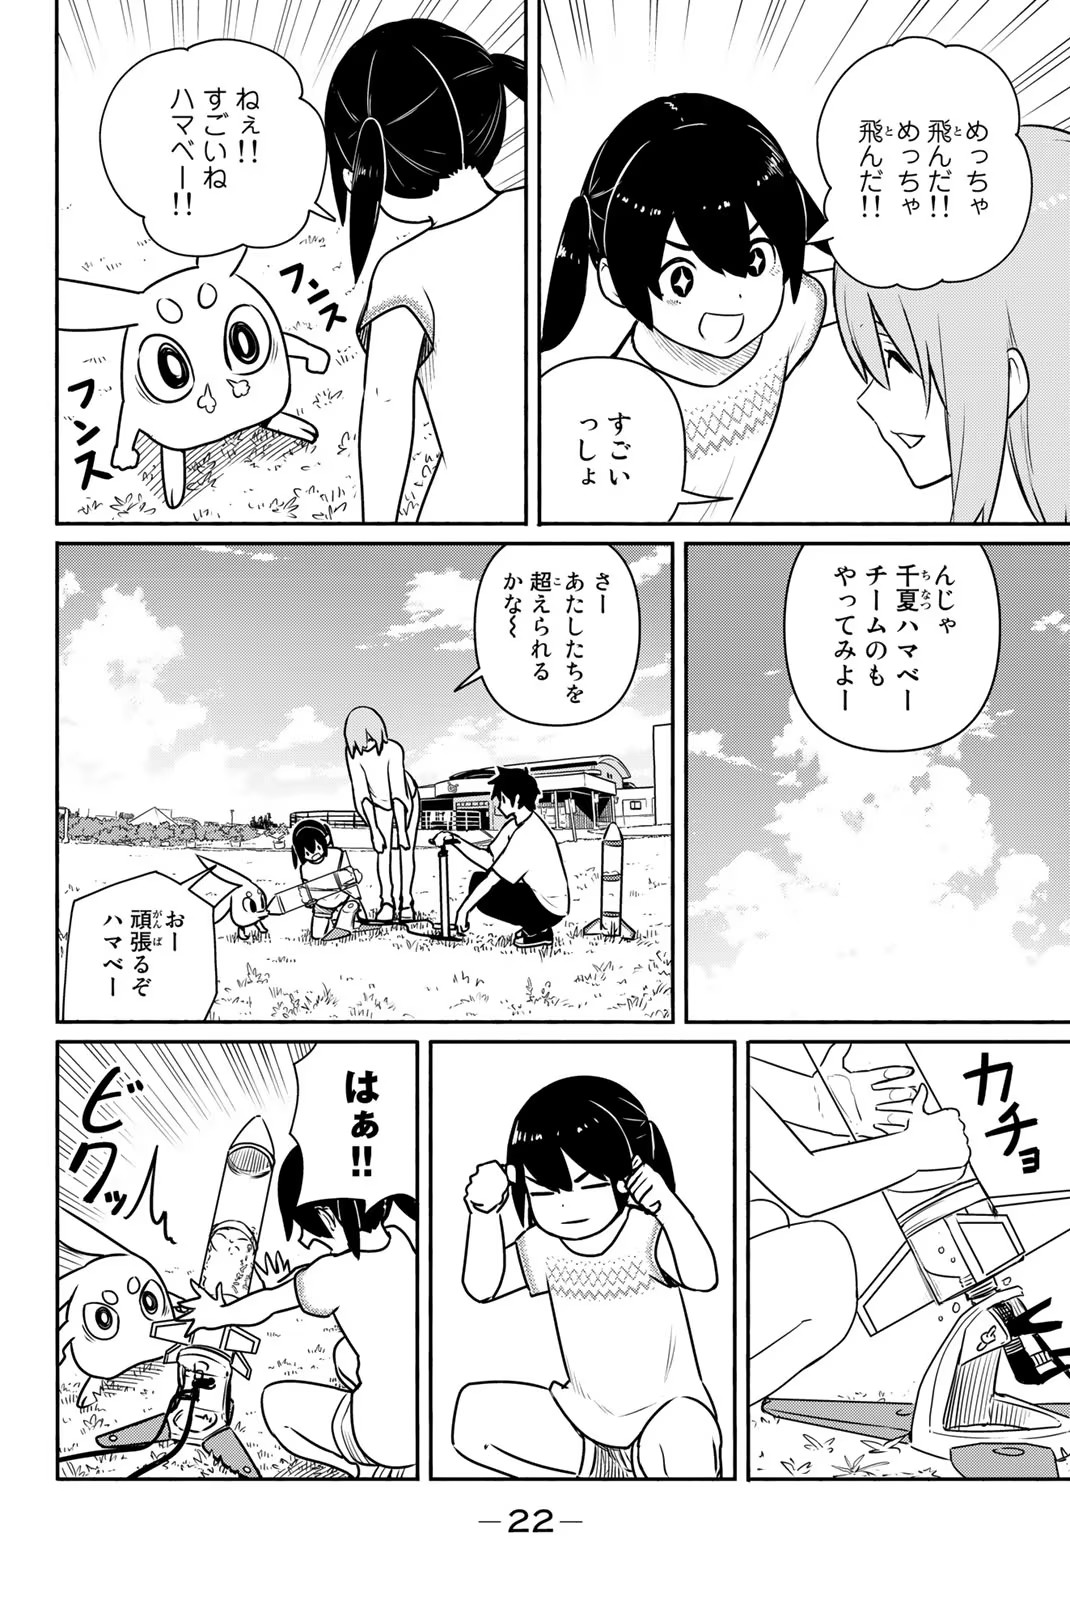 めっちゃ
飛んだ!!
めっちゃ
飛んだ!!
すごい
っしょ
ねぇ!!
すごいね
ハマベー!!
フンス
フンス
んじゃ
千夏ハマベー
チームのも
やってみよー
さー
あたしたちを
超えられる
かな〜
おー
頑張るぞ
ハマベー
カチョ
はぁ!!
ビクッ
—22—